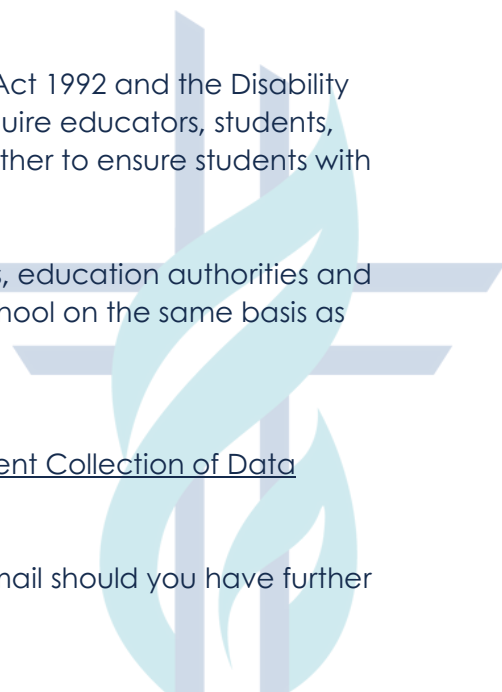 Act 1992 and the Disability
uire educators, students,
ther to ensure students with
, education authorities and
hool on the same basis as
ent Collection of Data
mail should you have further